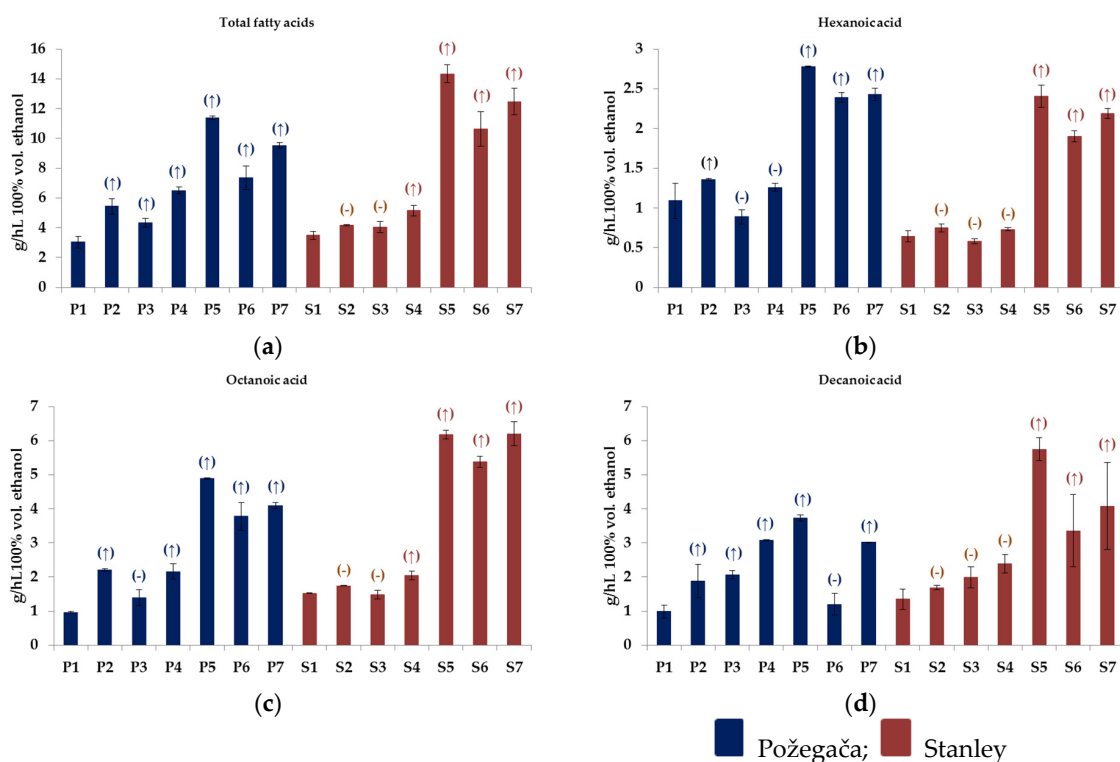 Total fatty acids
g/hL 100% vol. ethanol
16
14
12
10
8
6
4
2
0
(↑) (↑) (↑) (↑) (↑) (↑) (-) (-) (↑) (↑) (↑) (↑)
P1 P2 P3 P4 P5 P6 P7 S1 S2 S3 S4 S5 S6 S7
(a)
Hexanoic acid
g/hL100% vol. ethanol
3
2.5
2
1.5
1
0.5
0
(↑) (-) (-) (↑) (↑) (↑) (-) (-) (-) (↑) (↑) (↑)
P1 P2 P3 P4 P5 P6 P7 S1 S2 S3 S4 S5 S6 S7
(b)
Octanoic acid
g/hL100% vol. ethanol
7
6
5
4
3
2
1
0
(↑) (-) (↑) (↑) (↑) (↑) (-) (-) (↑) (↑) (↑) (↑)
P1 P2 P3 P4 P5 P6 P7 S1 S2 S3 S4 S5 S6 S7
(c)
Decanoic acid
g/hL 100% vol. ethanol
7
6
5
4
3
2
1
0
(↑) (↑) (↑) (↑) (-) (↑) (-) (-) (-) (↑) (↑) (↑)
P1 P2 P3 P4 P5 P6 P7 S1 S2 S3 S4 S5 S6 S7
(d)
Požegača; Stanley